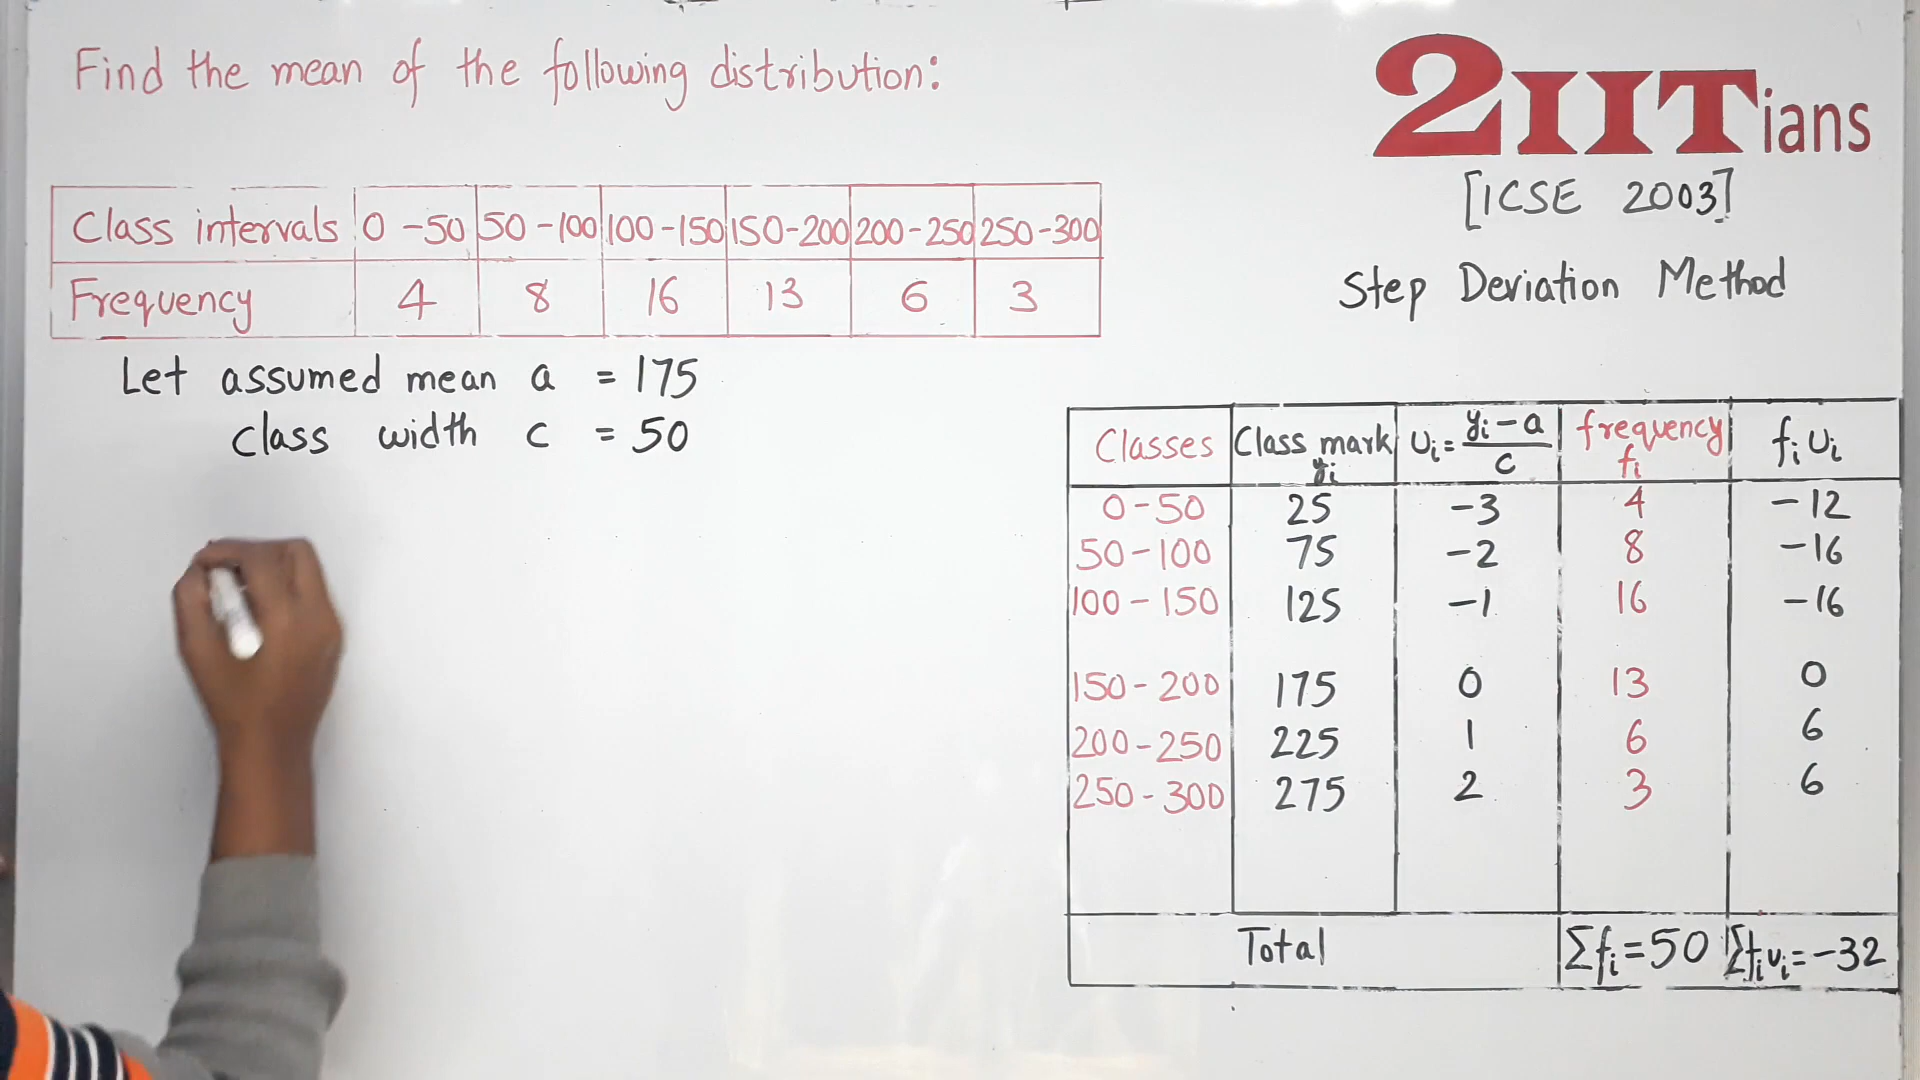 Find the mean of the following distribution:
2IITians
[ICSE 2003]
Step Deviation Method
Class intervals 0-50 50-100 100-150 150-200 200-250 250-300
Frequency 4 8 16 13 6 3
Let assumed mean a = 175
class width c = 50
Classes Class mark yᵢ uᵢ = (yᵢ-a)/c frequency fᵢ fᵢuᵢ
0-50 25 -3 4 -12
50-100 75 -2 8 -16
100-150 125 -1 16 -16
150-200 175 0 13 0
200-250 225 1 6 6
250-300 275 2 3 6
Total Σfᵢ=50 Σfᵢuᵢ=-32